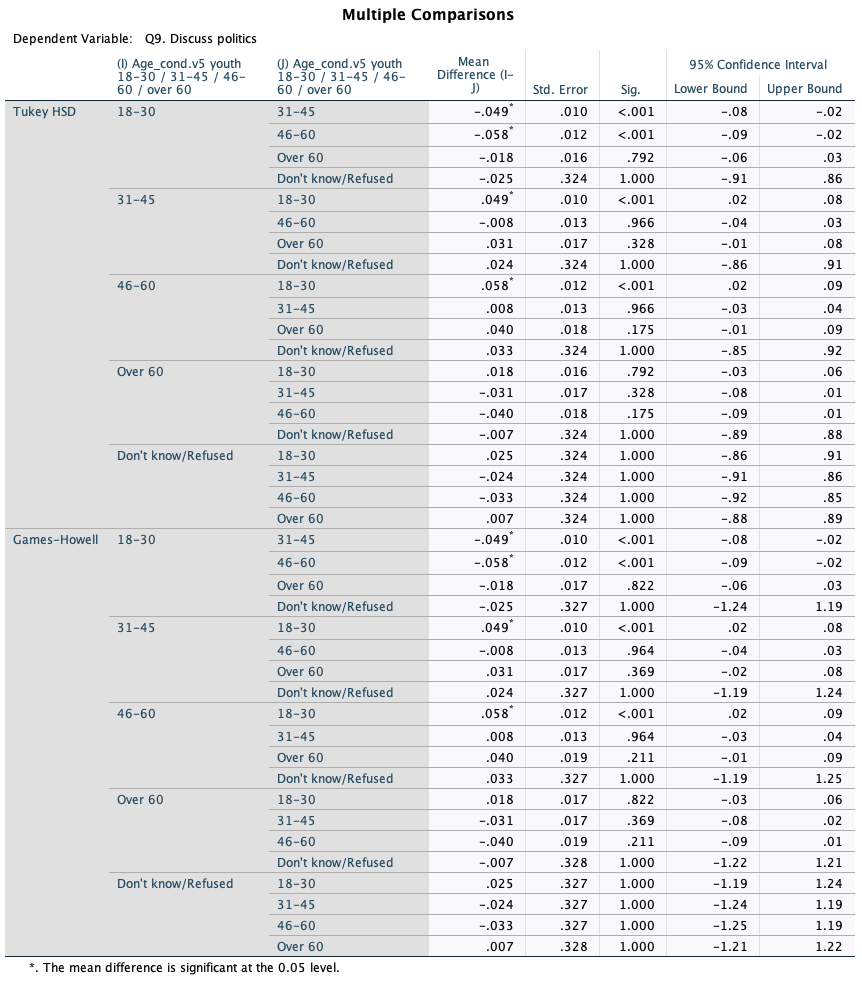 Multiple Comparisons
Dependent Variable: Q9. Discuss politics
(I) Age_cond.v5 youth 18-30 / 31-45 / 46-60 / over 60 (J) Age_cond.v5 youth 18-30 / 31-45 / 46-60 / over 60 Mean Difference (I-J) Std. Error Sig. 95% Confidence Interval
Lower Bound Upper Bound
Tukey HSD 18-30 31-45 -.049* .010 <.001 -.08 -.02
46-60 -.058* .012 <.001 -.09 -.02
Over 60 -.018 .016 .792 -.06 .03
Don't know/Refused -.025 .324 1.000 -.91 .86
31-45 18-30 .049* .010 <.001 .02 .08
46-60 -.008 .013 .966 -.04 .03
Over 60 .031 .017 .328 -.01 .08
Don't know/Refused .024 .324 1.000 -.86 .91
46-60 18-30 .058* .012 <.001 .02 .09
31-45 .008 .013 .966 -.03 .04
Over 60 .040 .018 .175 -.01 .09
Don't know/Refused .033 .324 1.000 -.85 .92
Over 60 18-30 .018 .016 .792 -.03 .06
31-45 -.031 .017 .328 -.08 .01
46-60 -.040 .018 .175 -.09 .01
Don't know/Refused -.007 .324 1.000 -.89 .88
Don't know/Refused 18-30 .025 .324 1.000 -.86 .91
31-45 -.024 .324 1.000 -.91 .86
46-60 -.033 .324 1.000 -.92 .85
Over 60 .007 .324 1.000 -.88 .89
Games-Howell 18-30 31-45 -.049* .010 <.001 -.08 -.02
46-60 -.058* .012 <.001 -.09 -.02
Over 60 -.018 .017 .822 -.06 .03
Don't know/Refused -.025 .327 1.000 -1.24 1.19
31-45 18-30 .049* .010 <.001 .02 .08
46-60 -.008 .013 .964 -.04 .03
Over 60 .031 .017 .369 -.02 .08
Don't know/Refused .024 .327 1.000 -1.19 1.24
46-60 18-30 .058* .012 <.001 .02 .09
31-45 .008 .013 .964 -.03 .04
Over 60 .040 .019 .211 -.01 .09
Don't know/Refused .033 .327 1.000 -1.19 1.25
Over 60 18-30 .018 .017 .822 -.03 .06
31-45 -.031 .017 .369 -.08 .02
46-60 -.040 .019 .211 -.09 .01
Don't know/Refused -.007 .328 1.000 -1.22 1.21
Don't know/Refused 18-30 .025 .327 1.000 -1.19 1.24
31-45 -.024 .327 1.000 -1.24 1.19
46-60 -.033 .327 1.000 -1.25 1.19
Over 60 .007 .328 1.000 -1.21 1.22
*. The mean difference is significant at the 0.05 level.